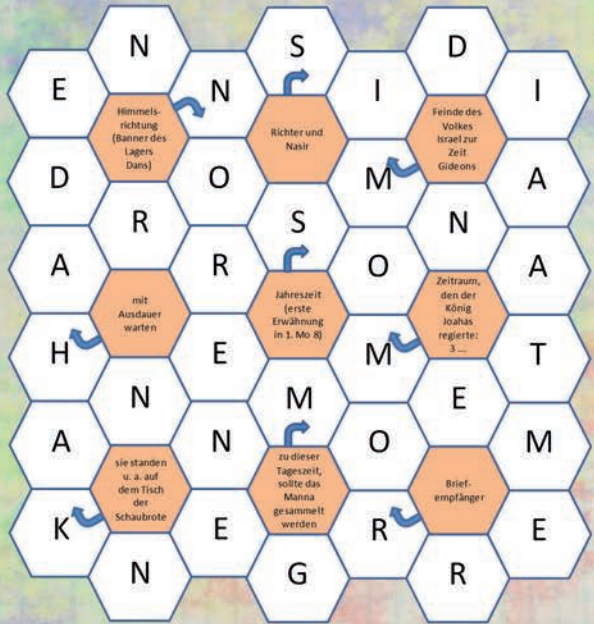 N S D
E N I I
Himmels-
richtung
(Banner des
Lagers
Dans)
Richter und
Nasir
Feinde des
Volkes
Israel zur
Zeit
Gideons
D O M A
R S N
A R O A
mit
Ausdauer
warten
Jahreszeit
(erste
Erwähnung
in 1. Mo 8)
Zeitraum,
den der
König
Joahas
regierte:
3 ...
H E M T
N M E
A N O M
sie standen
u. a. auf
dem Tisch
der
Schaubrote
zu dieser
Tageszeit,
sollte das
Manna
gesammelt
werden
Brief-
empfänger
K E R E
N G R